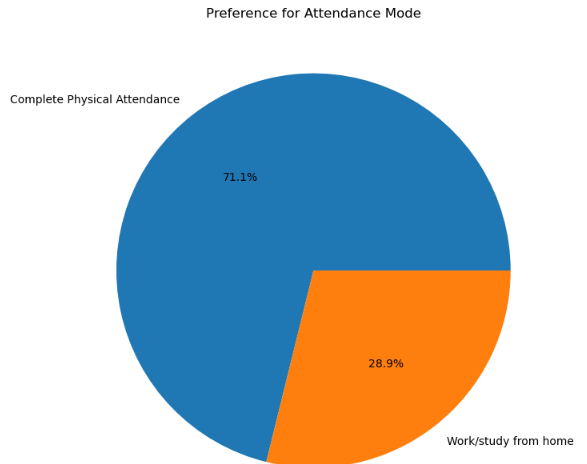 Preference for Attendance Mode
Complete Physical Attendance
71.1%
28.9%
Work/study from home